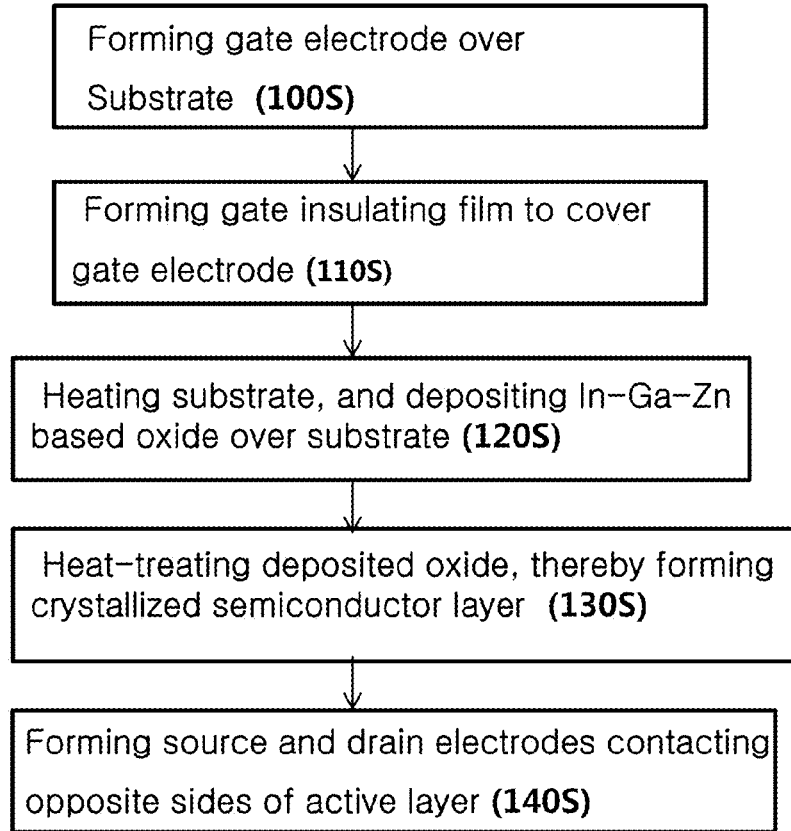 Forming gate electrode over
Substrate (100S)
Forming gate insulating film to cover
gate electrode (110S)
Heating substrate, and depositing In-Ga-Zn
based oxide over substrate (120S)
Heat-treating deposited oxide, thereby forming
crystallized semiconductor layer (130S)
Forming source and drain electrodes contacting
opposite sides of active layer (140S)